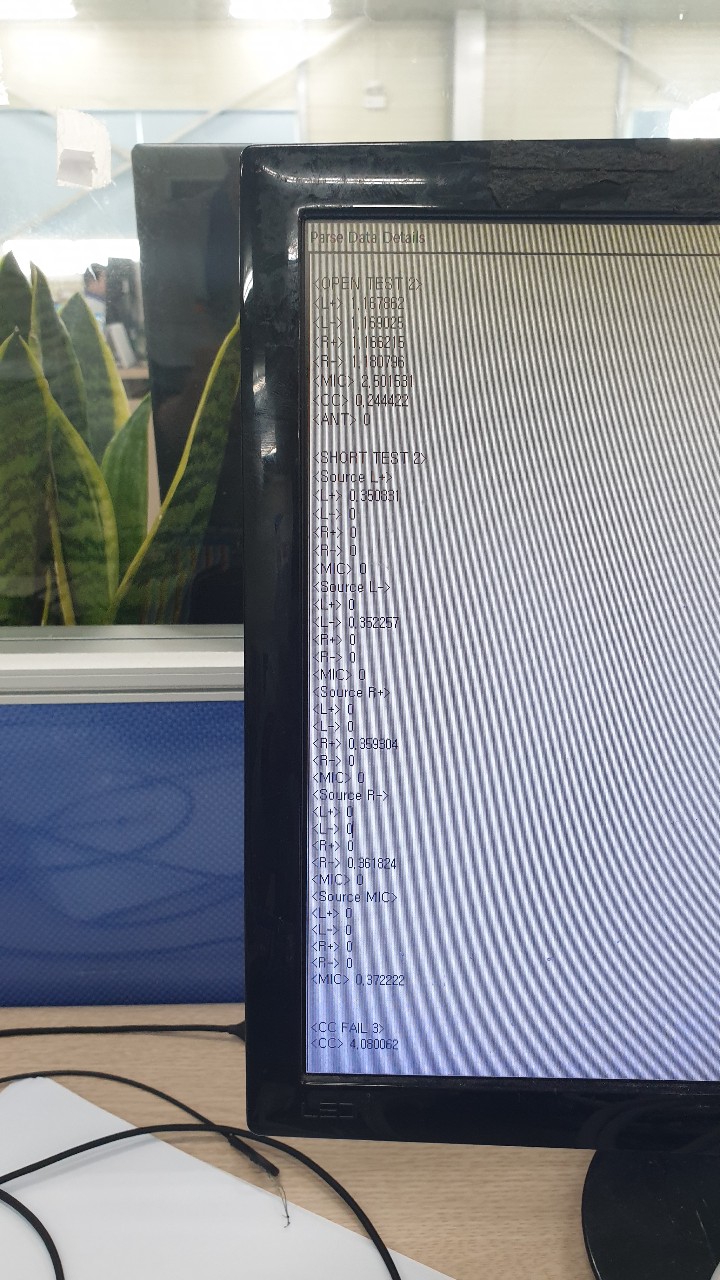 Parse Data Details
<OPEN TEST 2>
<L+> 1,167862
<L-> 1,169028
<R+> 1,166215
<R-> 1,180796
<MIC> 2,501531
<CC> 0,244422
<ANT> 0
<SHORT TEST 2>
<Source L+>
<L+> 0,350831
<L-> 0
<R+> 0
<R-> 0
<MIC> 0
<Source L->
<L+> 0
<L-> 0,352257
<R+> 0
<R-> 0
<MIC> 0
<Source R+>
<L+> 0
<L-> 0
<R+> 0,359304
<R-> 0
<MIC> 0
<Source R->
<L+> 0
<L-> 0
<R+> 0
<R-> 0,361824
<MIC> 0
<Source MIC>
<L+> 0
<L-> 0
<R+> 0
<R-> 0
<MIC> 0,372222
<CC FAIL 3>
<CC> 4,080062
LED